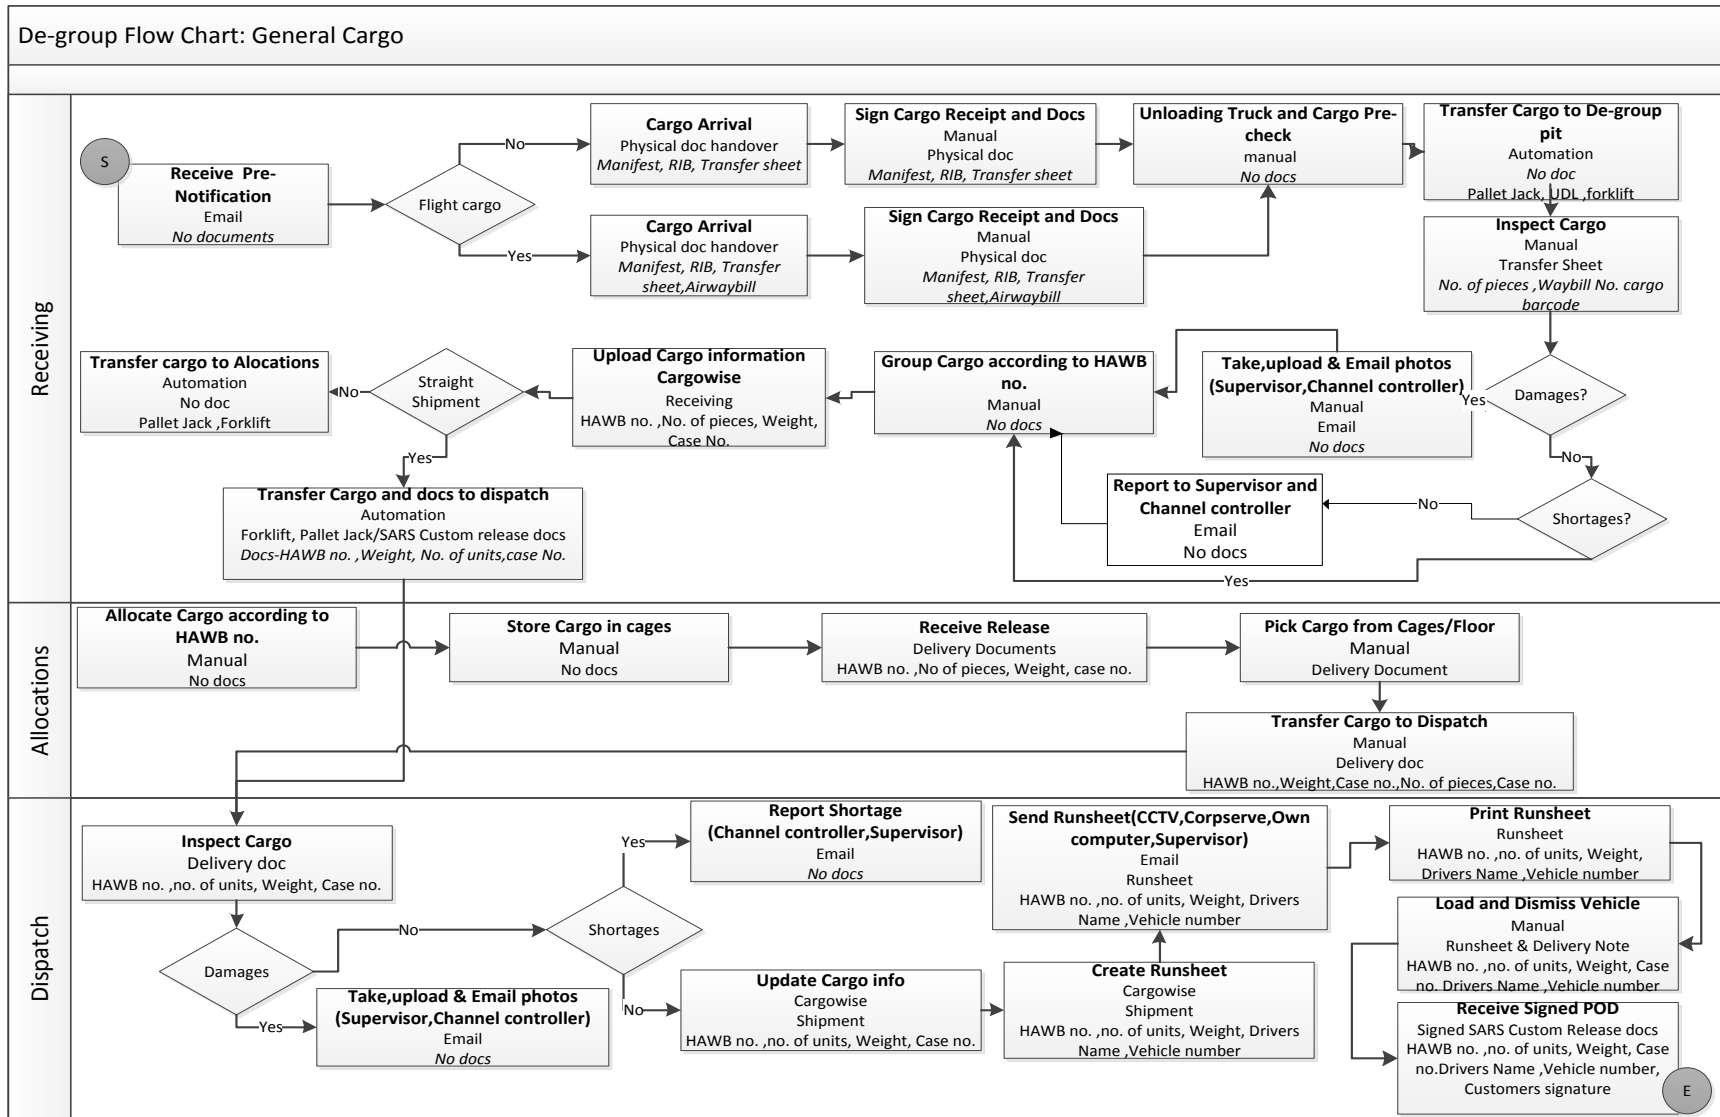 De-group Flow Chart: General Cargo
Receiving
S
Receive  Pre-
Notification
Email
No documents
Flight cargo
No
Yes
Cargo Arrival
Physical doc handover
Manifest, RIB, Transfer sheet
Sign Cargo Receipt and Docs
Manual
Physical doc
Manifest, RIB, Transfer sheet
Unloading Truck and Cargo Pre-
check
manual
No docs
Transfer Cargo to De-group
pit
Automation
No doc
Pallet Jack, UDL ,forklift
Cargo Arrival
Physical doc handover
Manifest, RIB, Transfer
sheet,Airwaybill
Sign Cargo Receipt and Docs
Manual
Physical doc
Manifest, RIB, Transfer
sheet,Airwaybill
Inspect Cargo
Manual
Transfer Sheet
No. of pieces ,Waybill No. cargo
barcode
Damages?
Yes
No
Take,upload & Email photos
(Supervisor,Channel controller)
Manual
Email
No docs
Shortages?
No
Yes
Report to Supervisor and
Channel controller
Email
No docs
Group Cargo according to HAWB
no.
Manual
No docs
Upload Cargo information
Cargowise
Receiving
HAWB no. ,No. of pieces, Weight,
Case No.
Straight
Shipment
No
Yes
Transfer cargo to Alocations
Automation
No doc
Pallet Jack ,Forklift
Transfer Cargo and docs to dispatch
Automation
Forklift, Pallet Jack/SARS Custom release docs
Docs-HAWB no. ,Weight, No. of units,case No.
Allocations
Allocate Cargo according to
HAWB no.
Manual
No docs
Store Cargo in cages
Manual
No docs
Receive Release
Delivery Documents
HAWB no. ,No of pieces, Weight, case no.
Pick Cargo from Cages/Floor
Manual
Delivery Document
Transfer Cargo to Dispatch
Manual
Delivery doc
HAWB no.,Weight,Case no.,No. of pieces,Case no.
Dispatch
Inspect Cargo
Delivery doc
HAWB no. ,no. of units, Weight, Case no.
Damages
No
Yes
Take,upload & Email photos
(Supervisor,Channel controller)
Email
No docs
Shortages
Yes
No
Report Shortage
(Channel controller,Supervisor)
Email
No docs
Update Cargo info
Cargowise
Shipment
HAWB no. ,no. of units, Weight, Case no.
Create Runsheet
Cargowise
Shipment
HAWB no. ,no. of units, Weight, Drivers
Name ,Vehicle number
Send Runsheet(CCTV,Corpserve,Own
computer,Supervisor)
Email
Runsheet
HAWB no. ,no. of units, Weight, Drivers
Name ,Vehicle number
Print Runsheet
Runsheet
HAWB no. ,no. of units, Weight,
Drivers Name ,Vehicle number
Load and Dismiss Vehicle
Manual
Runsheet & Delivery Note
HAWB no. ,no. of units, Weight, Case
no. Drivers Name ,Vehicle number
Receive Signed POD
Signed SARS Custom Release docs
HAWB no. ,no. of units, Weight, Case
no.Drivers Name ,Vehicle number,
Customers signature
E